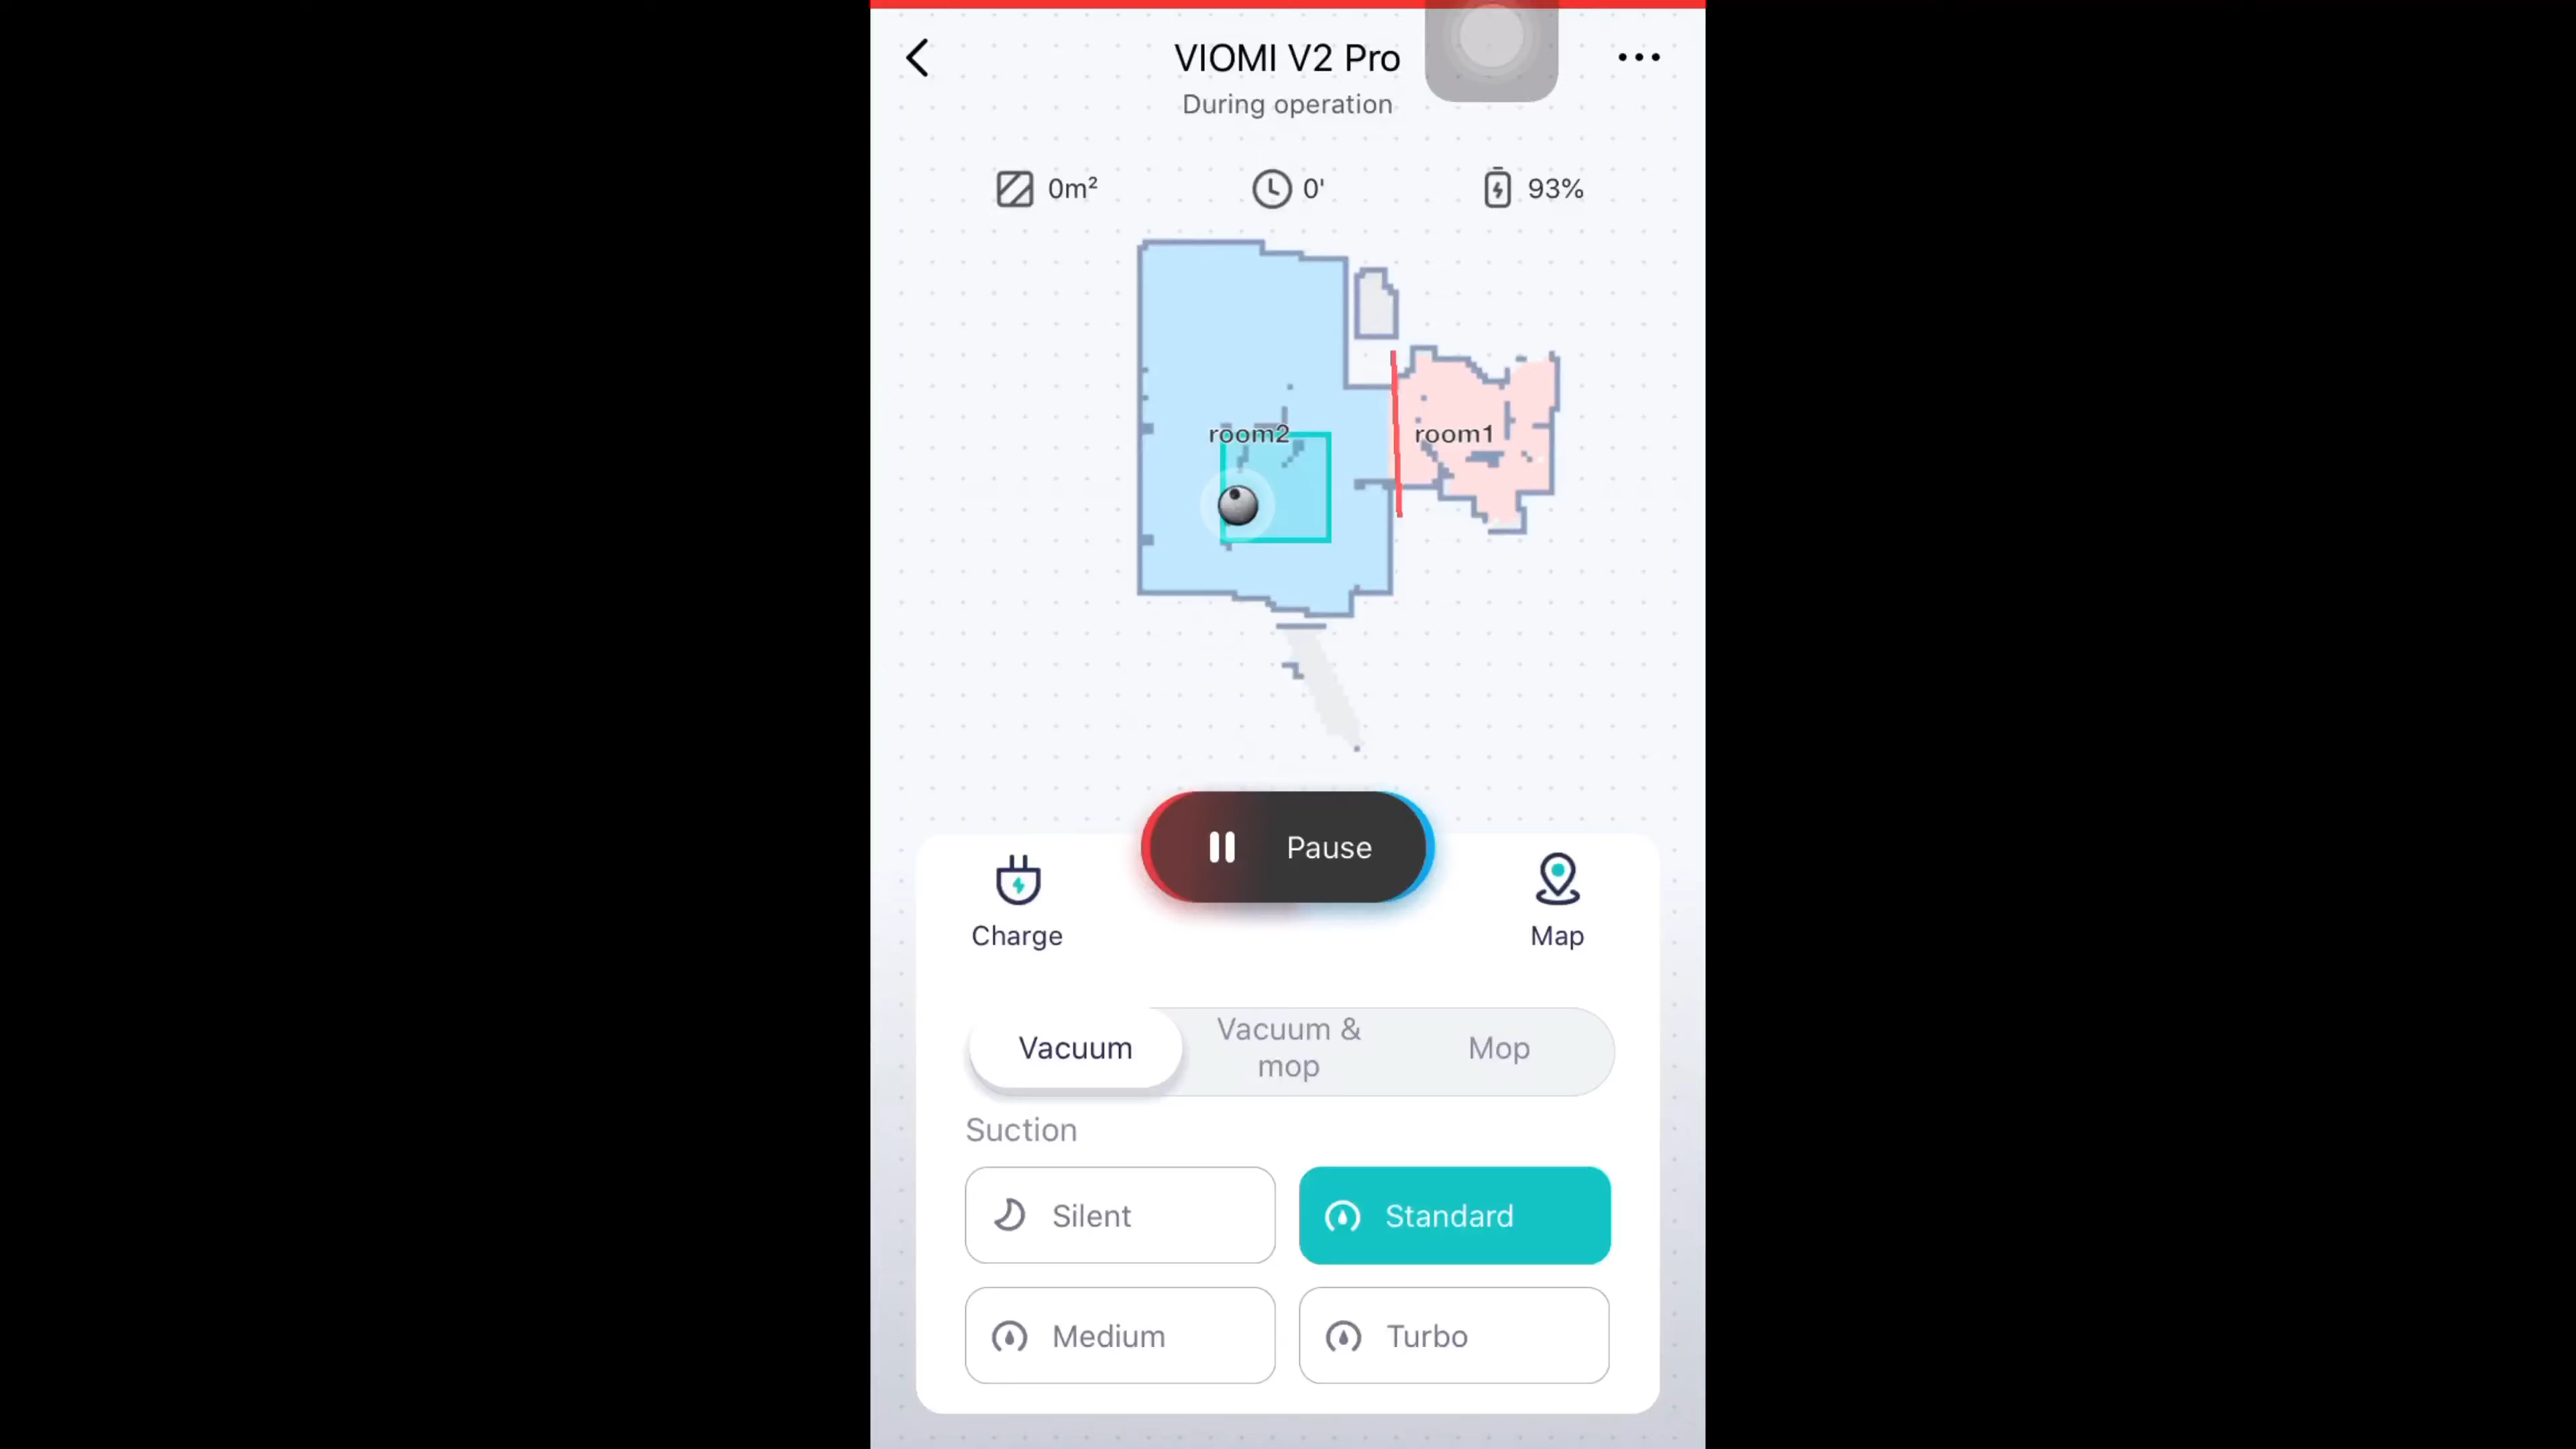 VIOMI V2 Pro
During operation
0m²
0'
93%
room2
room1
Pause
Charge
Map
Vacuum
Vacuum &
mop
Mop
Suction
Silent
Standard
Medium
Turbo